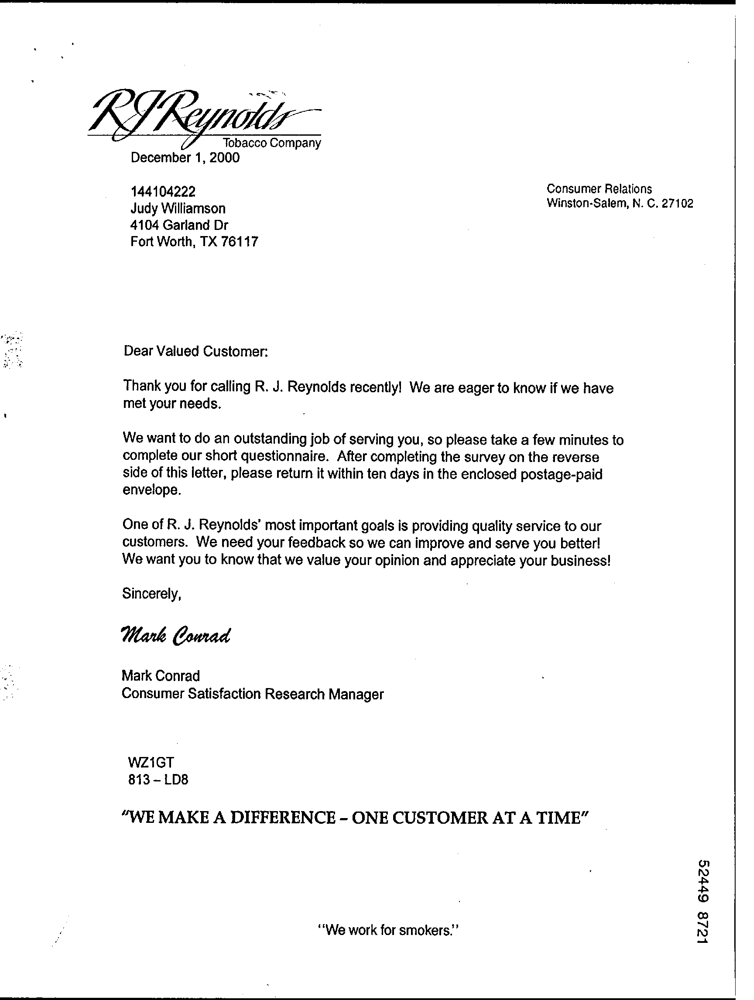 RJReynolds
Tobacco Company
December 1, 2000
144104222
Judy Williamson
4104 Garland Dr
Fort Worth, TX 76117
Consumer Relations
Winston-Salem, N. C. 27102
Dear Valued Customer:
Thank you for calling R. J. Reynolds recently! We are eager to know if we have
met your needs.
We want to do an outstanding job of serving you, so please take a few minutes to
complete our short questionnaire. After completing the survey on the reverse
side of this letter, please return it within ten days in the enclosed postage-paid
envelope.
One of R. J. Reynolds' most important goals is providing quality service to our
customers. We need your feedback so we can improve and serve you better!
We want you to know that we value your opinion and appreciate your business!
Sincerely,
Mark Conrad
Mark Conrad
Consumer Satisfaction Research Manager
WZ1GT
813 – LD8
"WE MAKE A DIFFERENCE – ONE CUSTOMER AT A TIME"
"We work for smokers."
52449 8721